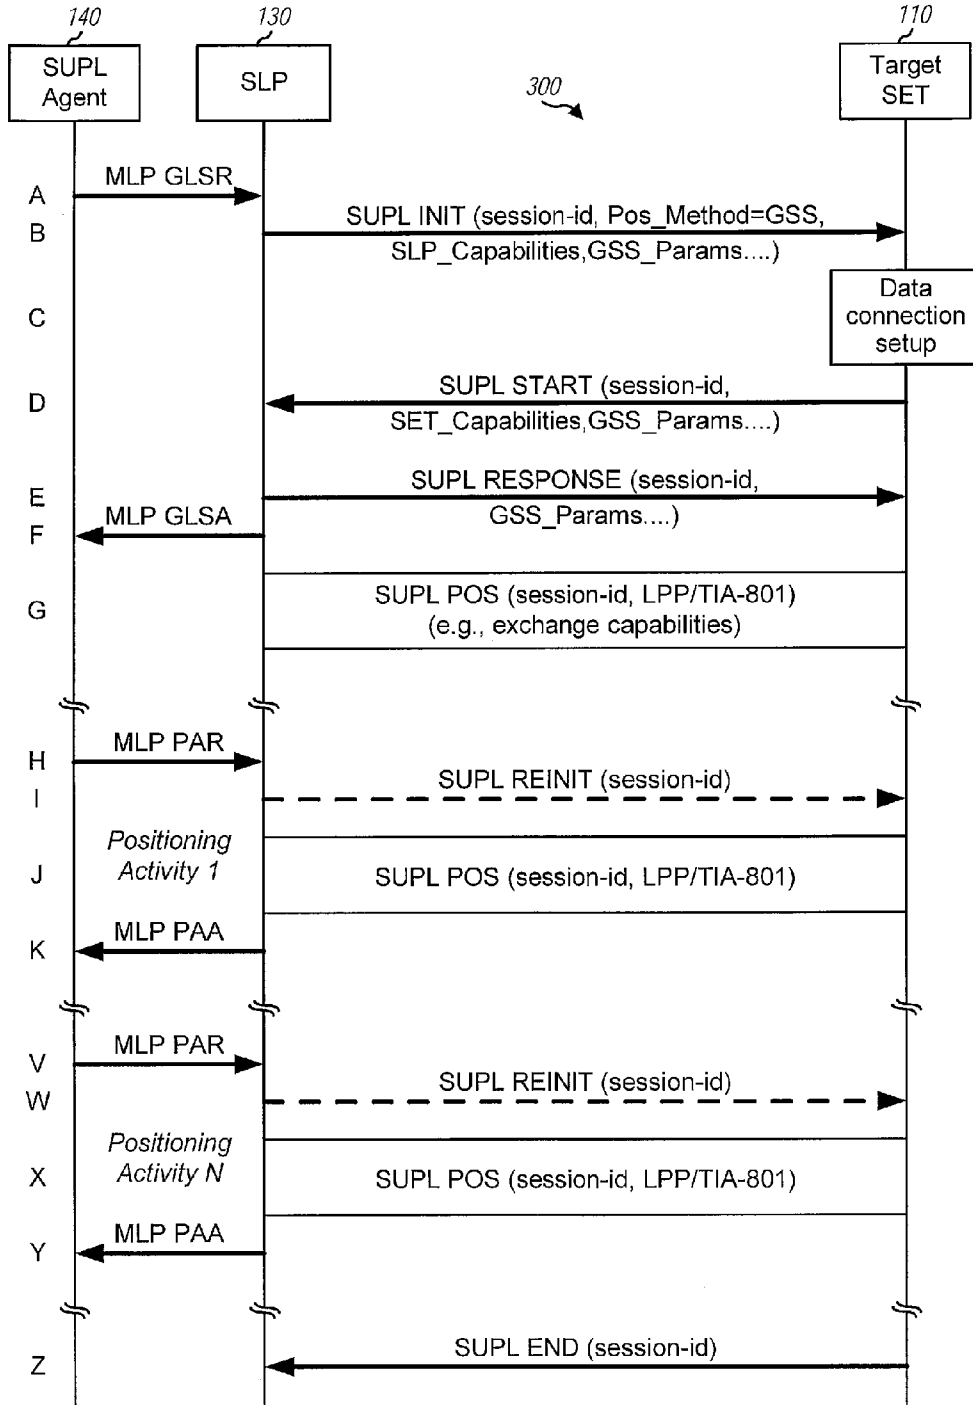 140
130
110
SUPL
Agent
SLP
Target
SET
300
A
MLP GLSR
B
SUPL INIT (session-id, Pos_Method=GSS,
SLP_Capabilities,GSS_Params....)
C
Data
connection
setup
D
SUPL START (session-id,
SET_Capabilities,GSS_Params....)
E
SUPL RESPONSE (session-id,
GSS_Params....)
F
MLP GLSA
G
SUPL POS (session-id, LPP/TIA-801)
(e.g., exchange capabilities)
H
MLP PAR
I
SUPL REINIT (session-id)
Positioning
Activity 1
J
SUPL POS (session-id, LPP/TIA-801)
K
MLP PAA
V
MLP PAR
W
SUPL REINIT (session-id)
Positioning
Activity N
X
SUPL POS (session-id, LPP/TIA-801)
Y
MLP PAA
Z
SUPL END (session-id)